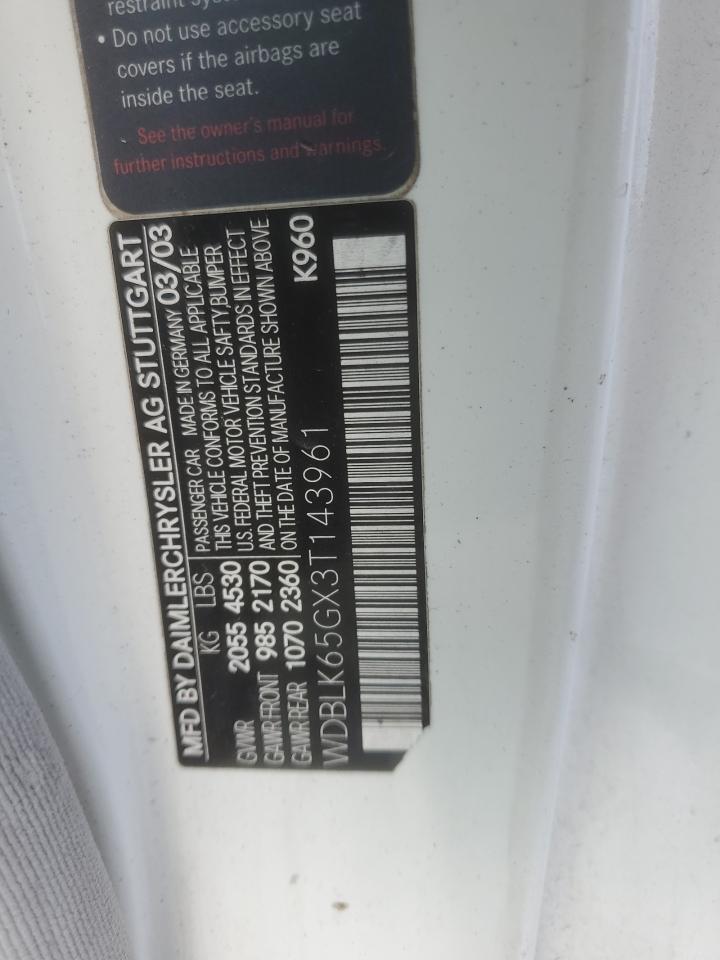 restraint
• Do not use accessory seat
covers if the airbags are
inside the seat.
See the owner's manual for
further instructions and warnings.
MFD BY DAIMLERCHRYSLER AG STUTTGART
KG LBS
GVWR 2055 4530
GAWR-FRONT 985 2170
GAWR-REAR 1070 2360
PASSENGER CAR MADE IN GERMANY 03/03
THIS VEHICLE CONFORMS TO ALL APPLICABLE
U.S. FEDERAL MOTOR VEHICLE SAFTY,BUMPER
AND THEFT PREVENTION STANDARDS IN EFFECT
ON THE DATE OF MANUFACTURE SHOWN ABOVE
WDBLK65GX3T143961 K960